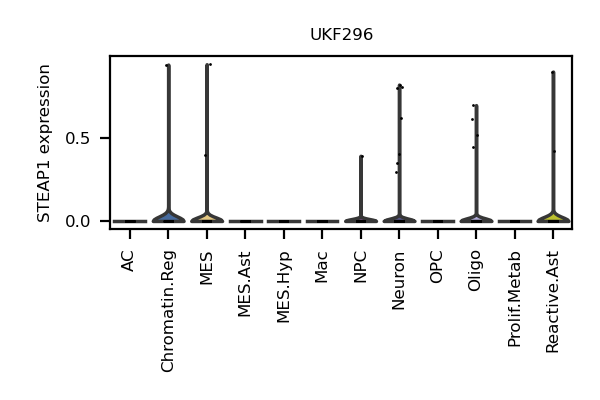 UKF296
STEAP1 expression
0.5
0.0
AC
Chromatin.Reg
MES
MES.Ast
MES.Hyp
Mac
NPC
Neuron
OPC
Oligo
Prolif.Metab
Reactive.Ast